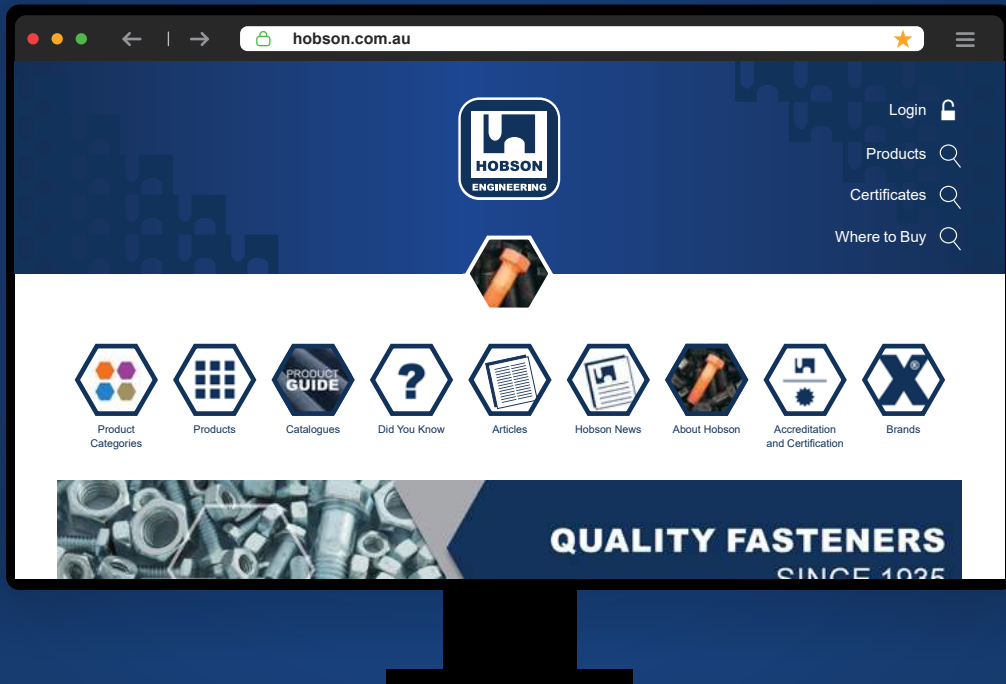 hobson.com.au
Login
Products
Certificates
Where to Buy
HOBSON
ENGINEERING
PRODUCT
GUIDE
?
X®
Product
Categories
Products
Catalogues
Did You Know
Articles
Hobson News
About Hobson
Accreditation
and Certification
Brands
QUALITY FASTENERS
SINCE 1935